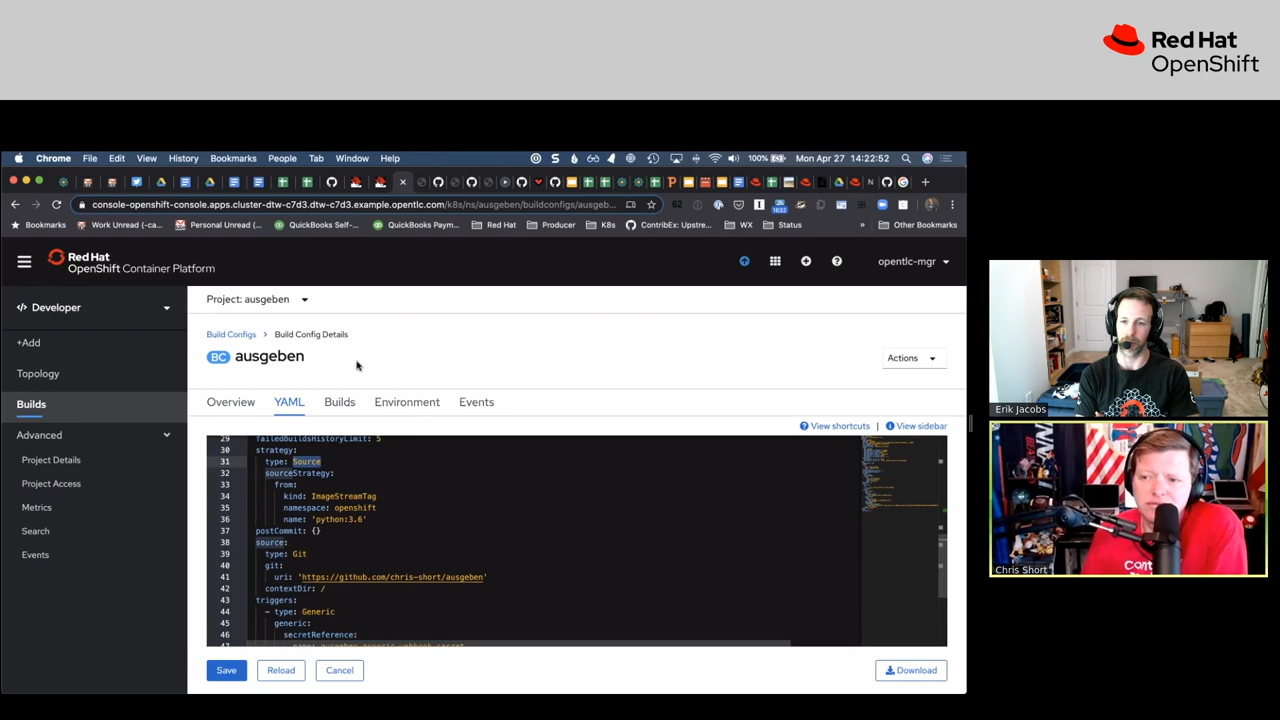 Red Hat
OpenShift
Chrome File Edit View History Bookmarks People Tab Window Help 100% Mon Apr 27 14:22:52
console-openshift-console.apps.cluster-dtw-c7d3.dtw-c7d3.example.opentlc.com/k8s/ns/ausgeben/buildconfigs/ausgeb... 62 1632
Bookmarks Work Unread (-ca... Personal Unread (... QuickBooks Self-... QuickBooks Paym... Red Hat Producer K8s ContribEx: Upstre... WX Status » Other Bookmarks
Red Hat
OpenShift Container Platform
opentlc-mgr
Developer
Project: ausgeben
+Add
Topology
Builds
Advanced
Project Details
Project Access
Metrics
Search
Events
Build Configs > Build Config Details
BC ausgeben
Actions
Overview YAML Builds Environment Events
View shortcuts | View sidebar
29 failedBuildsHistoryLimit: 5
30 strategy:
31 type: Source
32 sourceStrategy:
33 from:
34 kind: ImageStreamTag
35 namespace: openshift
36 name: 'python:3.6'
37 postCommit: {}
38 source:
39 type: Git
40 git:
41 uri: 'https://github.com/chris-short/ausgeben'
42 contextDir: /
43 triggers:
44 - type: Generic
45 generic:
46 secretReference:
Save Reload Cancel Download
Erik Jacobs
Chris Short